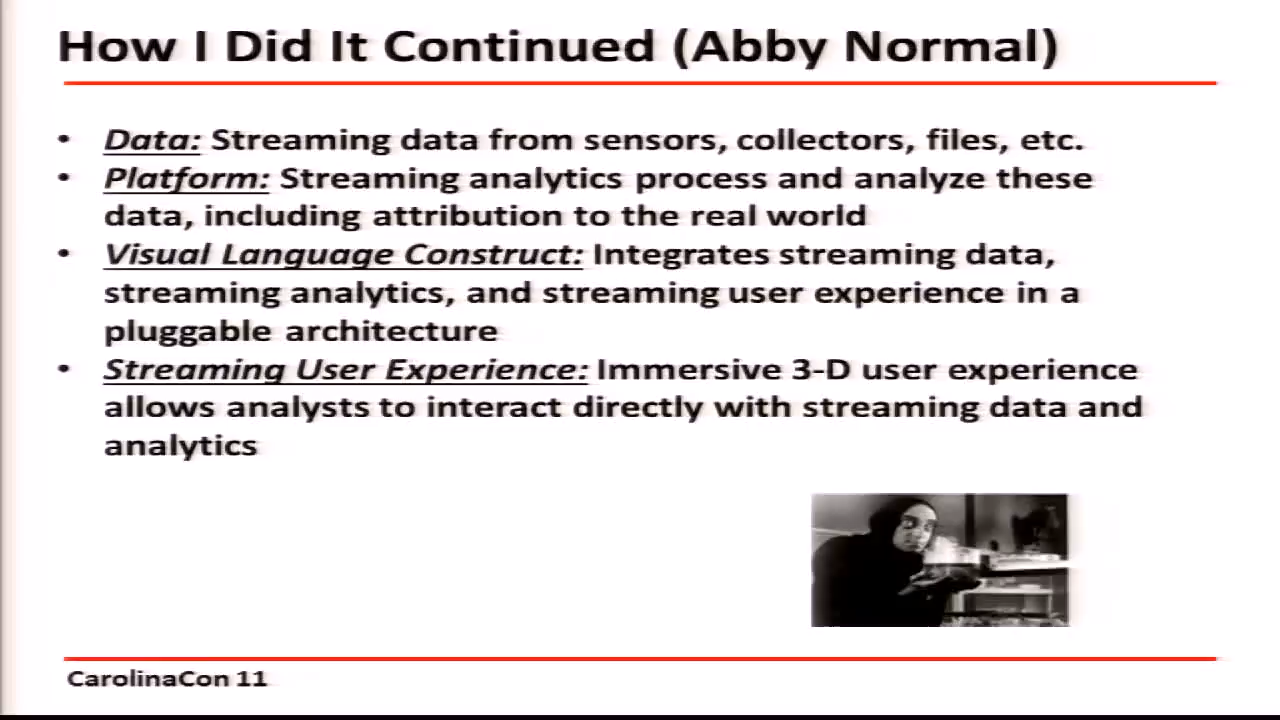 How I Did It Continued (Abby Normal)
• Data: Streaming data from sensors, collectors, files, etc.
• Platform: Streaming analytics process and analyze these
data, including attribution to the real world
• Visual Language Construct: Integrates streaming data,
streaming analytics, and streaming user experience in a
pluggable architecture
• Streaming User Experience: Immersive 3-D user experience
allows analysts to interact directly with streaming data and
analytics
CarolinaCon 11